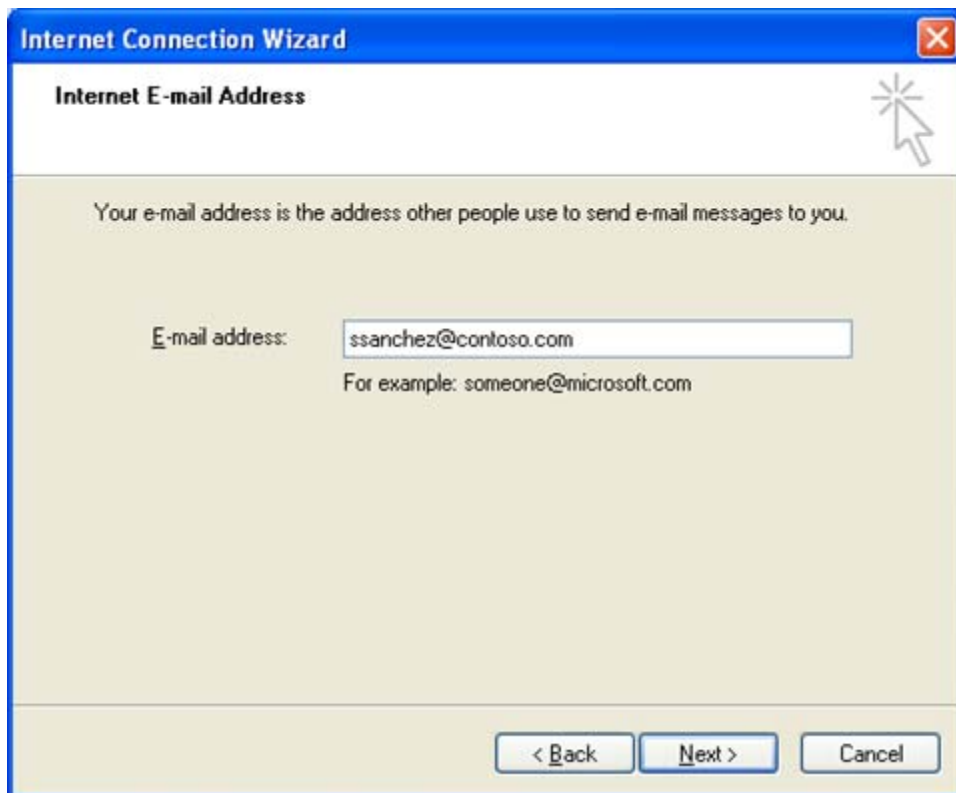 Internet Connection Wizard
Internet E-mail Address
Your e-mail address is the address other people use to send e-mail messages to you.
E-mail address: ssanchez@contoso.com
For example: someone@microsoft.com
< Back Next > Cancel